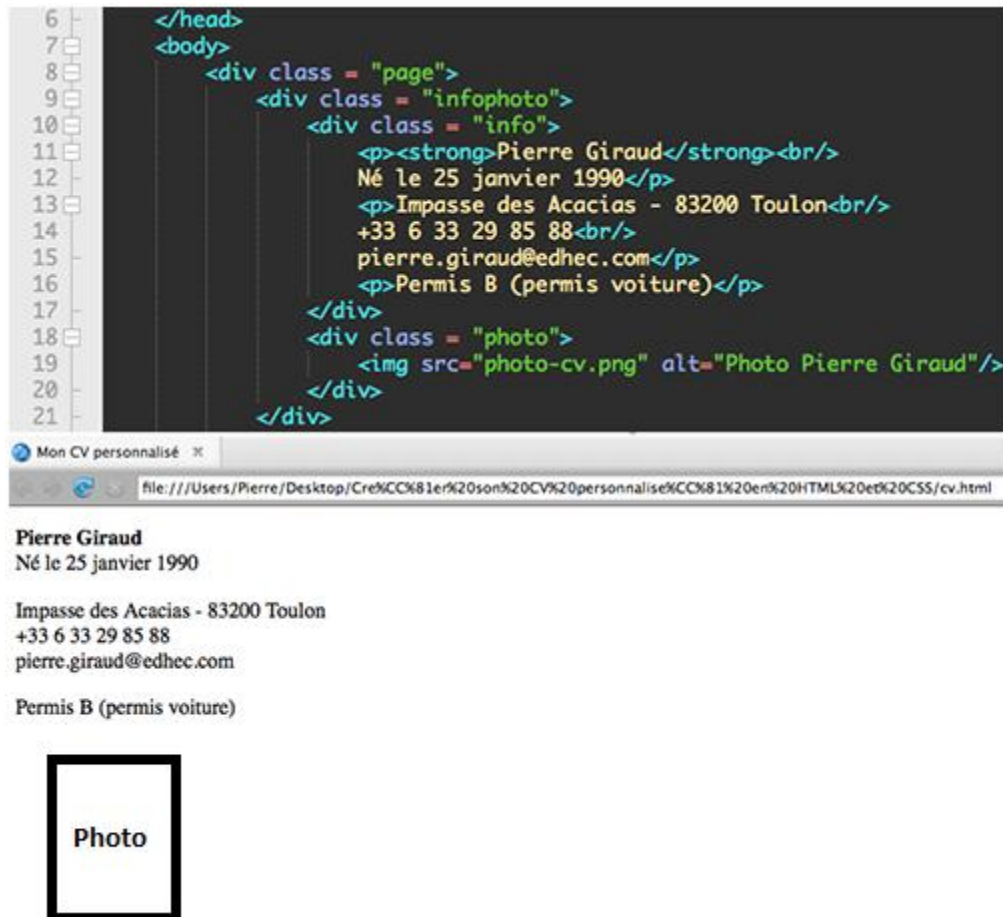 6 </head>
7 <body>
8 <div class = "page">
9 <div class = "infophoto">
10 <div class = "info">
11 <p><strong>Pierre Giraud</strong><br/>
12 Né le 25 janvier 1990</p>
13 <p>Impasse des Acacias - 83200 Toulon<br/>
14 +33 6 33 29 85 88<br/>
15 pierre.giraud@edhec.com</p>
16 <p>Permis B (permis voiture)</p>
17 </div>
18 <div class = "photo">
19 <img src="photo-cv.png" alt="Photo Pierre Giraud"/>
20 </div>
21 </div>
Mon CV personnalisé
file:///Users/Pierre/Desktop/Cre%CC%81er%20son%20CV%20personnalise%CC%81%20en%20HTML%20et%20CSS/cv.html
Pierre Giraud
Né le 25 janvier 1990
Impasse des Acacias - 83200 Toulon
+33 6 33 29 85 88
pierre.giraud@edhec.com
Permis B (permis voiture)
Photo